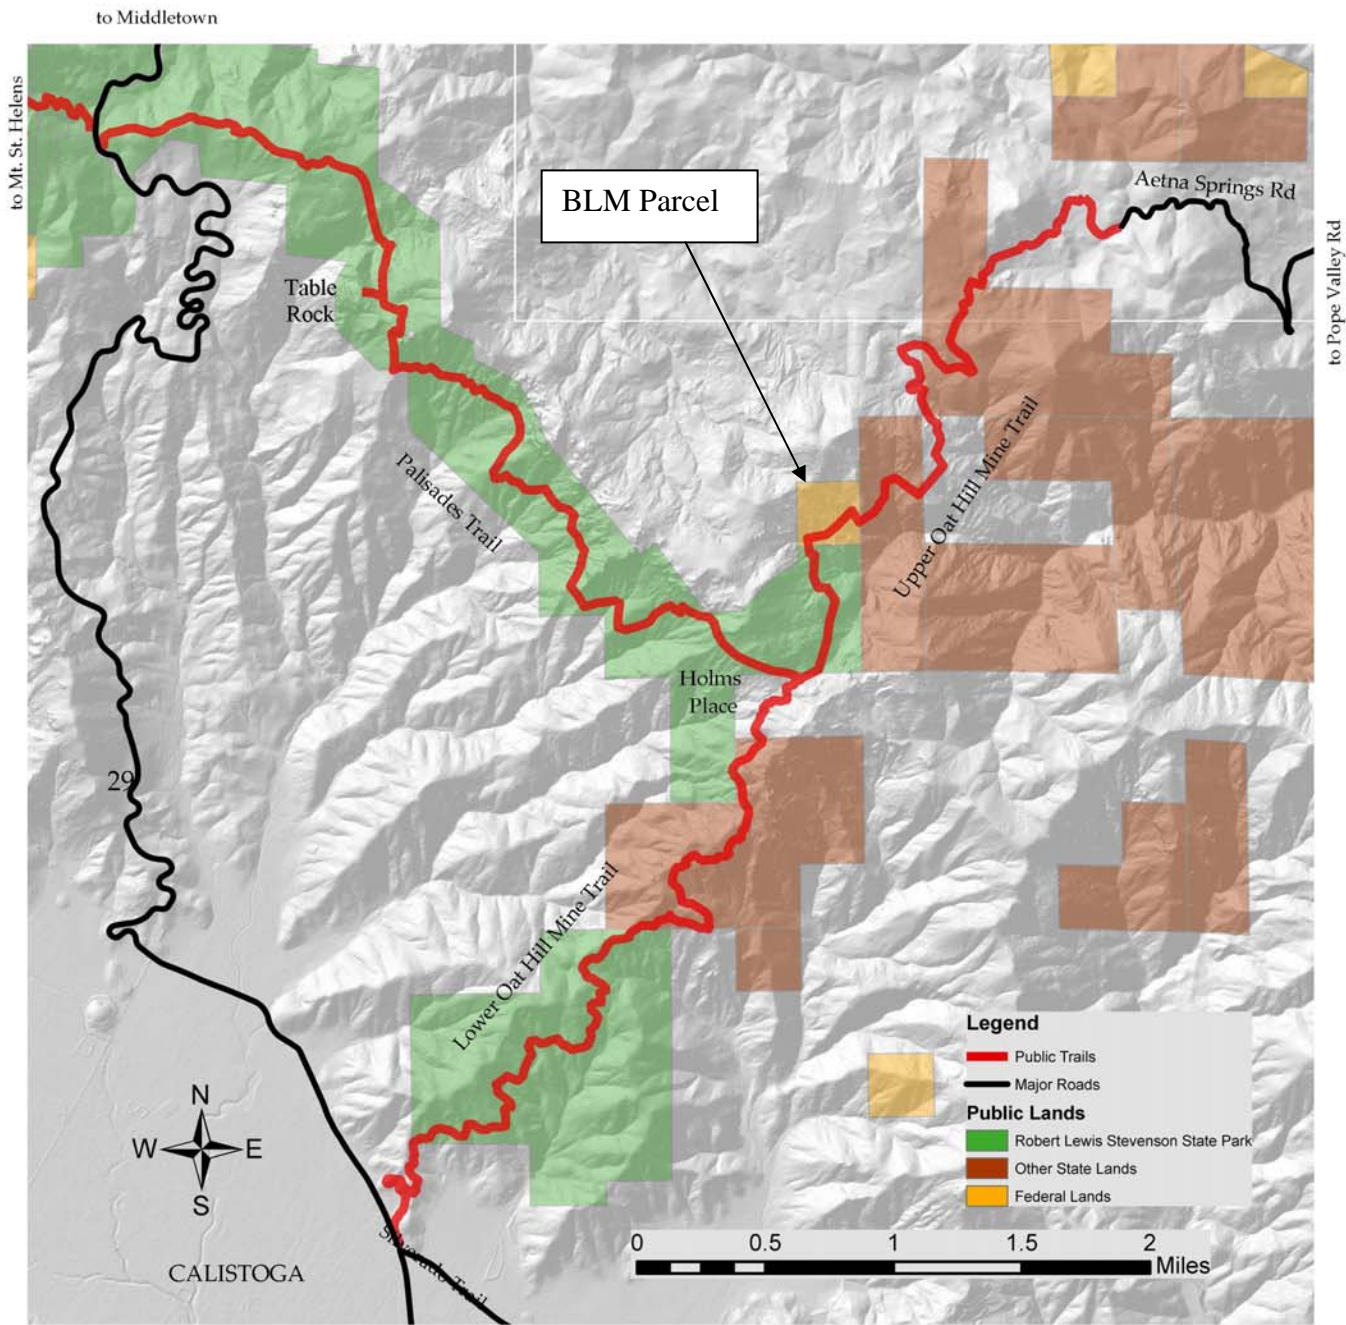 to Middletown
to Mt. St. Helens
BLM Parcel
Aetna Springs Rd
to Pope Valley Rd
Table
Rock
Palisades Trail
Upper Oat Hill Mine Trail
Holms
Place
29
Lower Oat Hill Mine Trail
Legend
Public Trails
Major Roads
Public Lands
Robert Lewis Stevenson State Park
Other State Lands
Federal Lands
N
W E
S
CALISTOGA
Silverado Trail
0 0.5 1 1.5 2
Miles